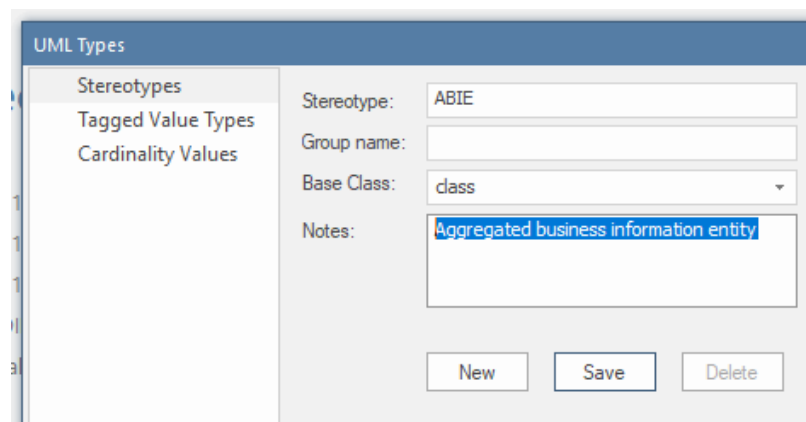 UML Types
Stereotypes
Tagged Value Types
Cardinality Values
Stereotype: ABIE
Group name:
Base Class: class
Notes: Aggregated business information entity
New Save Delete